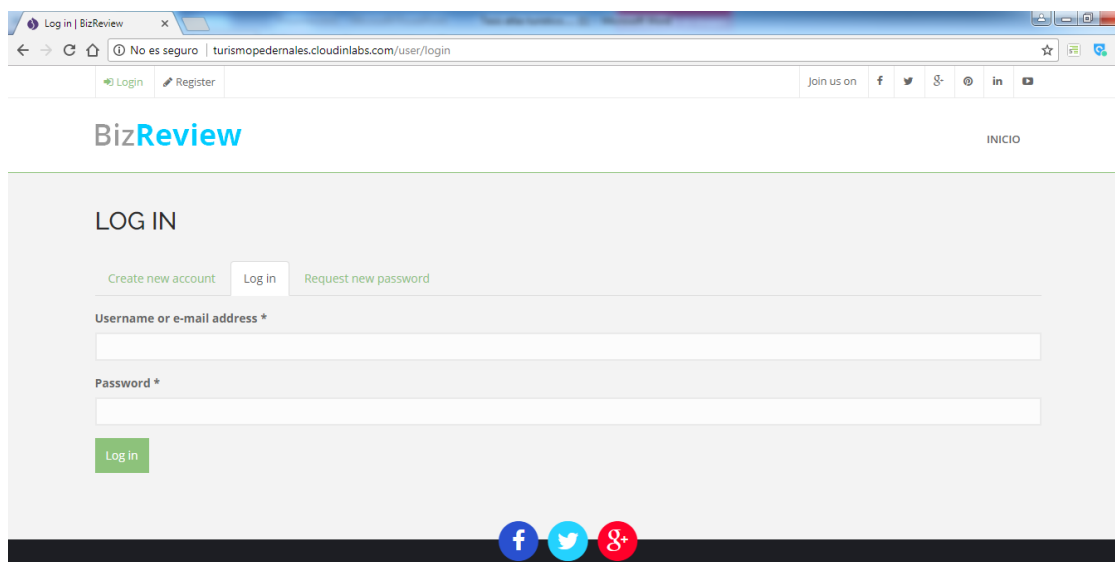 Log in | BizReview
No es seguro | turismopedernales.cloudinlabs.com/user/login
Login Register Join us on
BizReview
INICIO
LOG IN
Create new account Log in Request new password
Username or e-mail address *
Password *
Log in